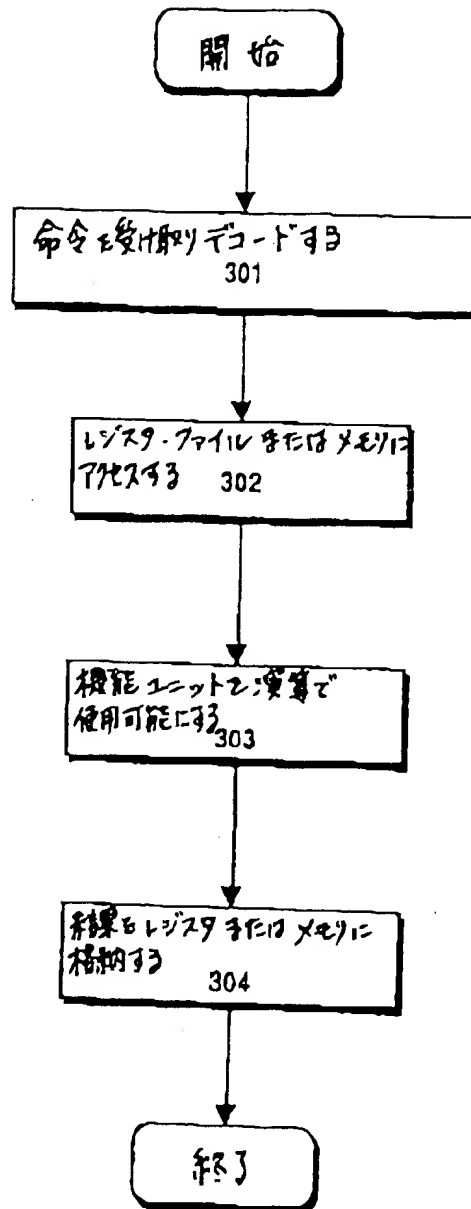 開始
命令を受け取りデコードする
301
レジスタ・ファイルまたはメモリに
アクセスする 302
機能ユニットを演算で
使用可能にする
303
結果をレジスタまたはメモリに
格納する
304
終了